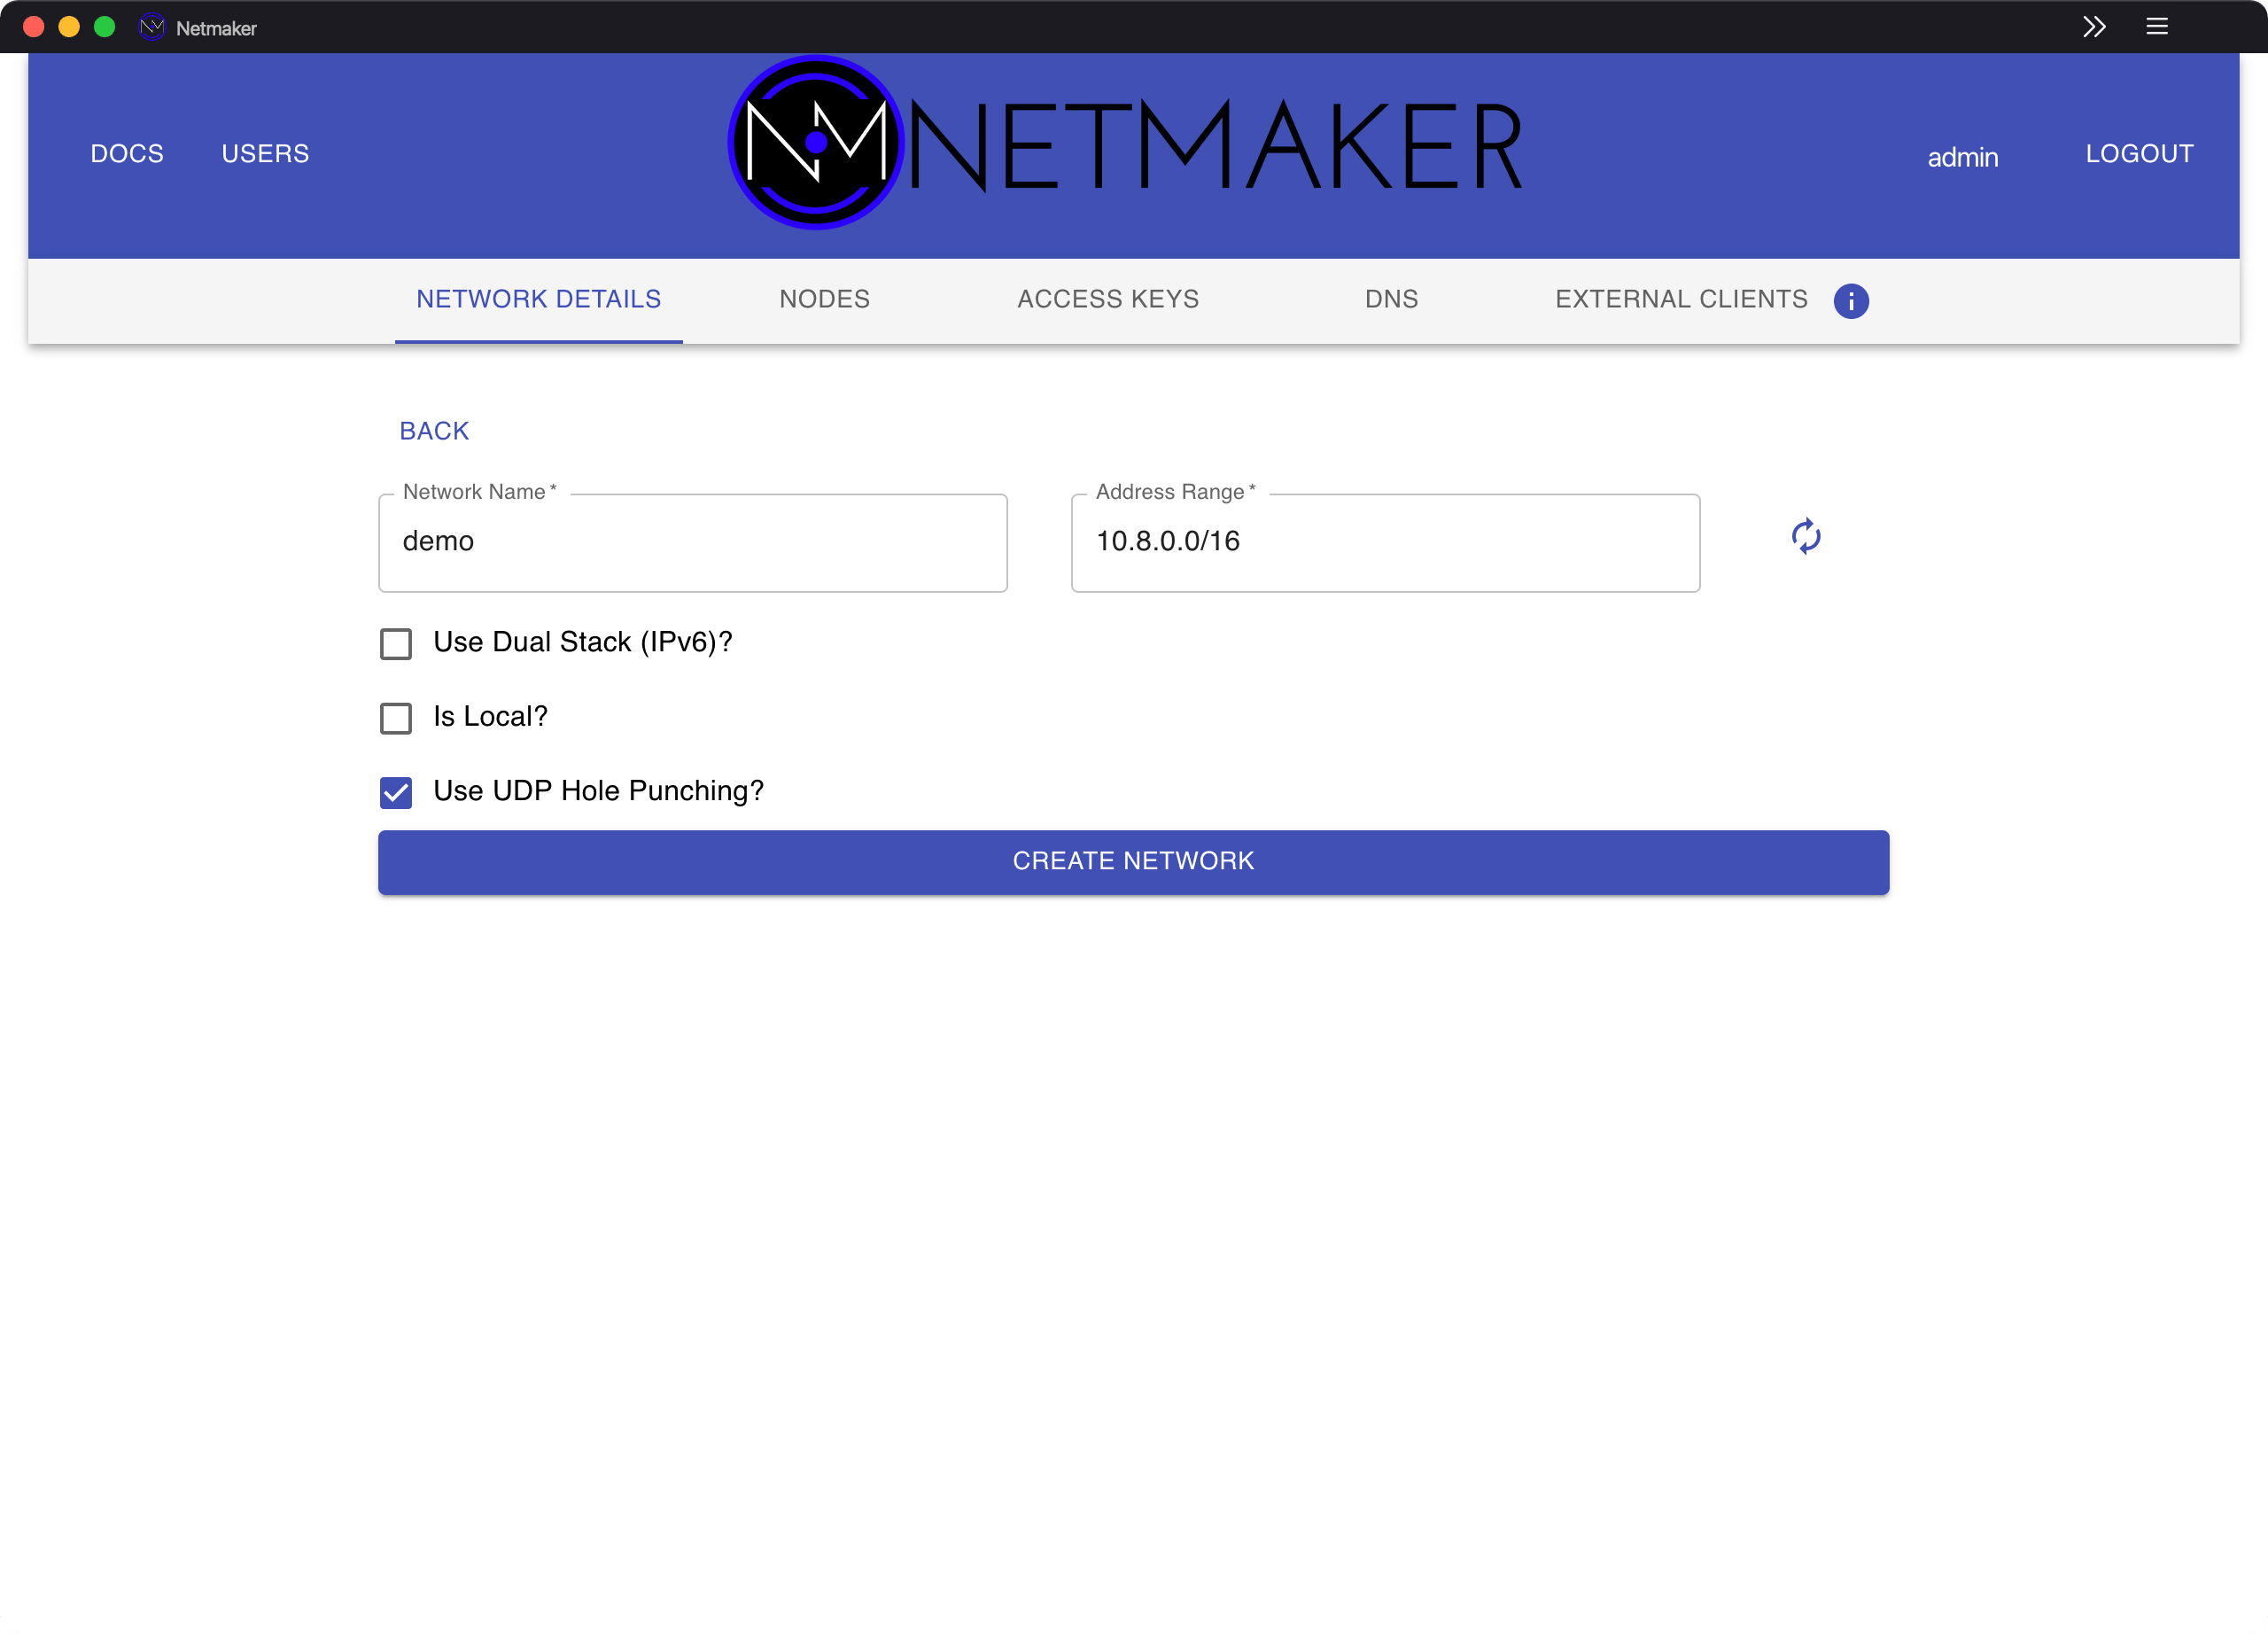 Netmaker
DOCS USERS NM NETMAKER admin LOGOUT
NETWORK DETAILS NODES ACCESS KEYS DNS EXTERNAL CLIENTS i
BACK
Network Name * Address Range *
demo 10.8.0.0/16
Use Dual Stack (IPv6)?
Is Local?
Use UDP Hole Punching?
CREATE NETWORK